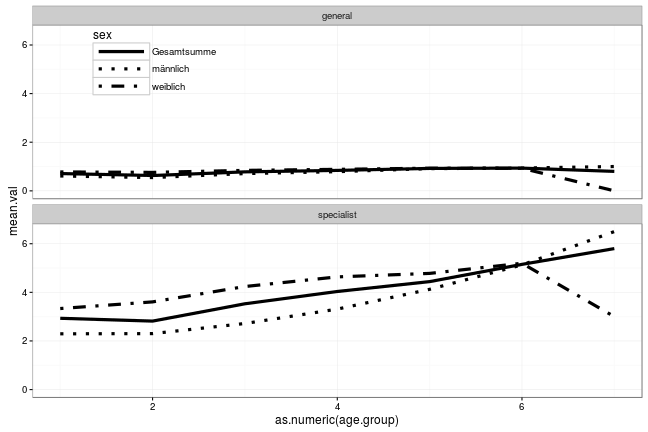 general
sex
Gesamtsumme
männlich
weiblich
6
4
2
0
mean.val
specialist
6
4
2
0
2
4
6
as.numeric(age.group)